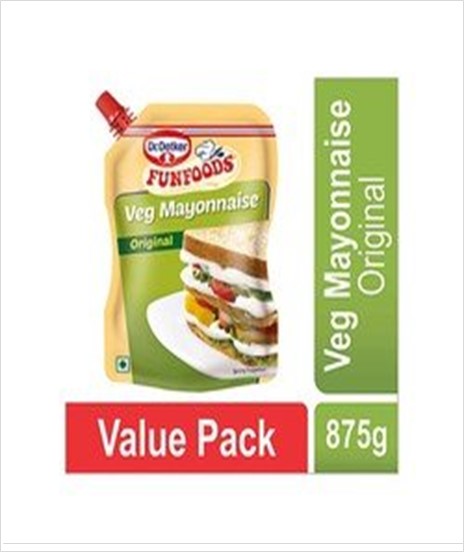 Dr.Oetker
FUNFOODS
Veg Mayonnaise
Original
Veg Mayonnaise
Original
Value Pack
875g